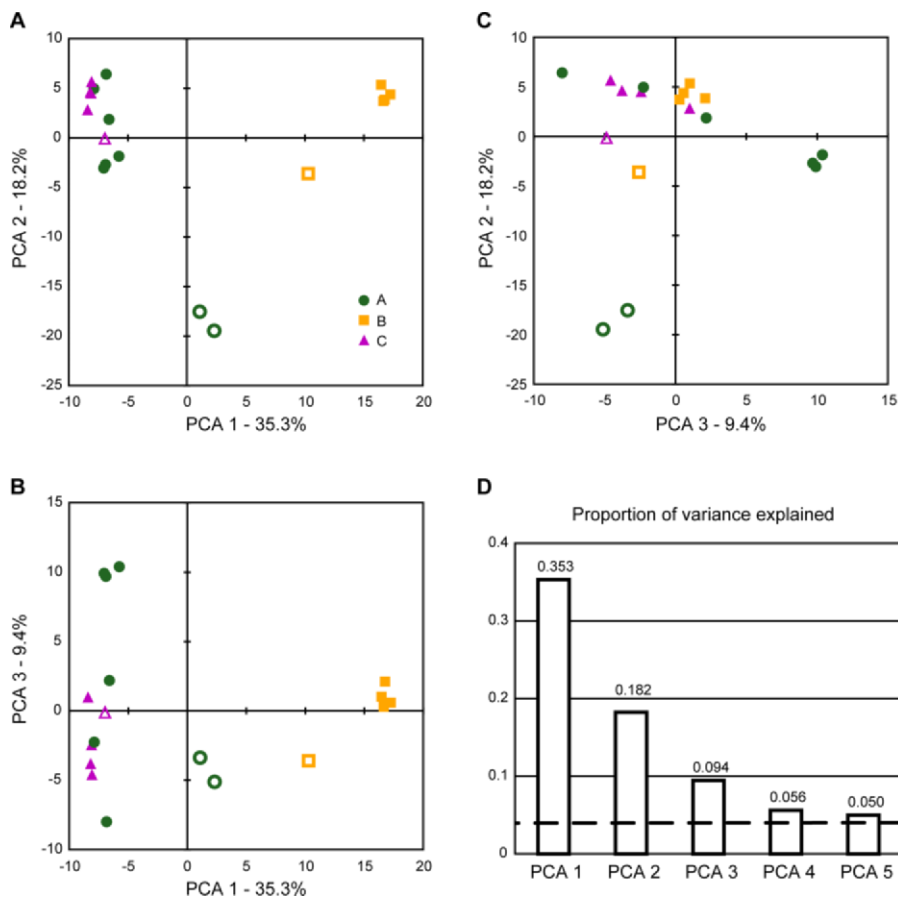 A
10
5
0
-5
-10
-15
-20
-25
-10
-5
0
5
10
15
20
PCA 2 - 18.2%
PCA 1 - 35.3%
A
B
C
C
10
5
0
-5
-10
-15
-20
-25
-10
-5
0
5
10
15
PCA 2 - 18.2%
PCA 3 - 9.4%
B
15
10
5
0
-5
-10
-10
-5
0
5
10
15
20
PCA 3 - 9.4%
PCA 1 - 35.3%
D
Proportion of variance explained
0.4
0.3
0.2
0.1
0
0.353
0.182
0.094
0.056
0.050
PCA 1
PCA 2
PCA 3
PCA 4
PCA 5